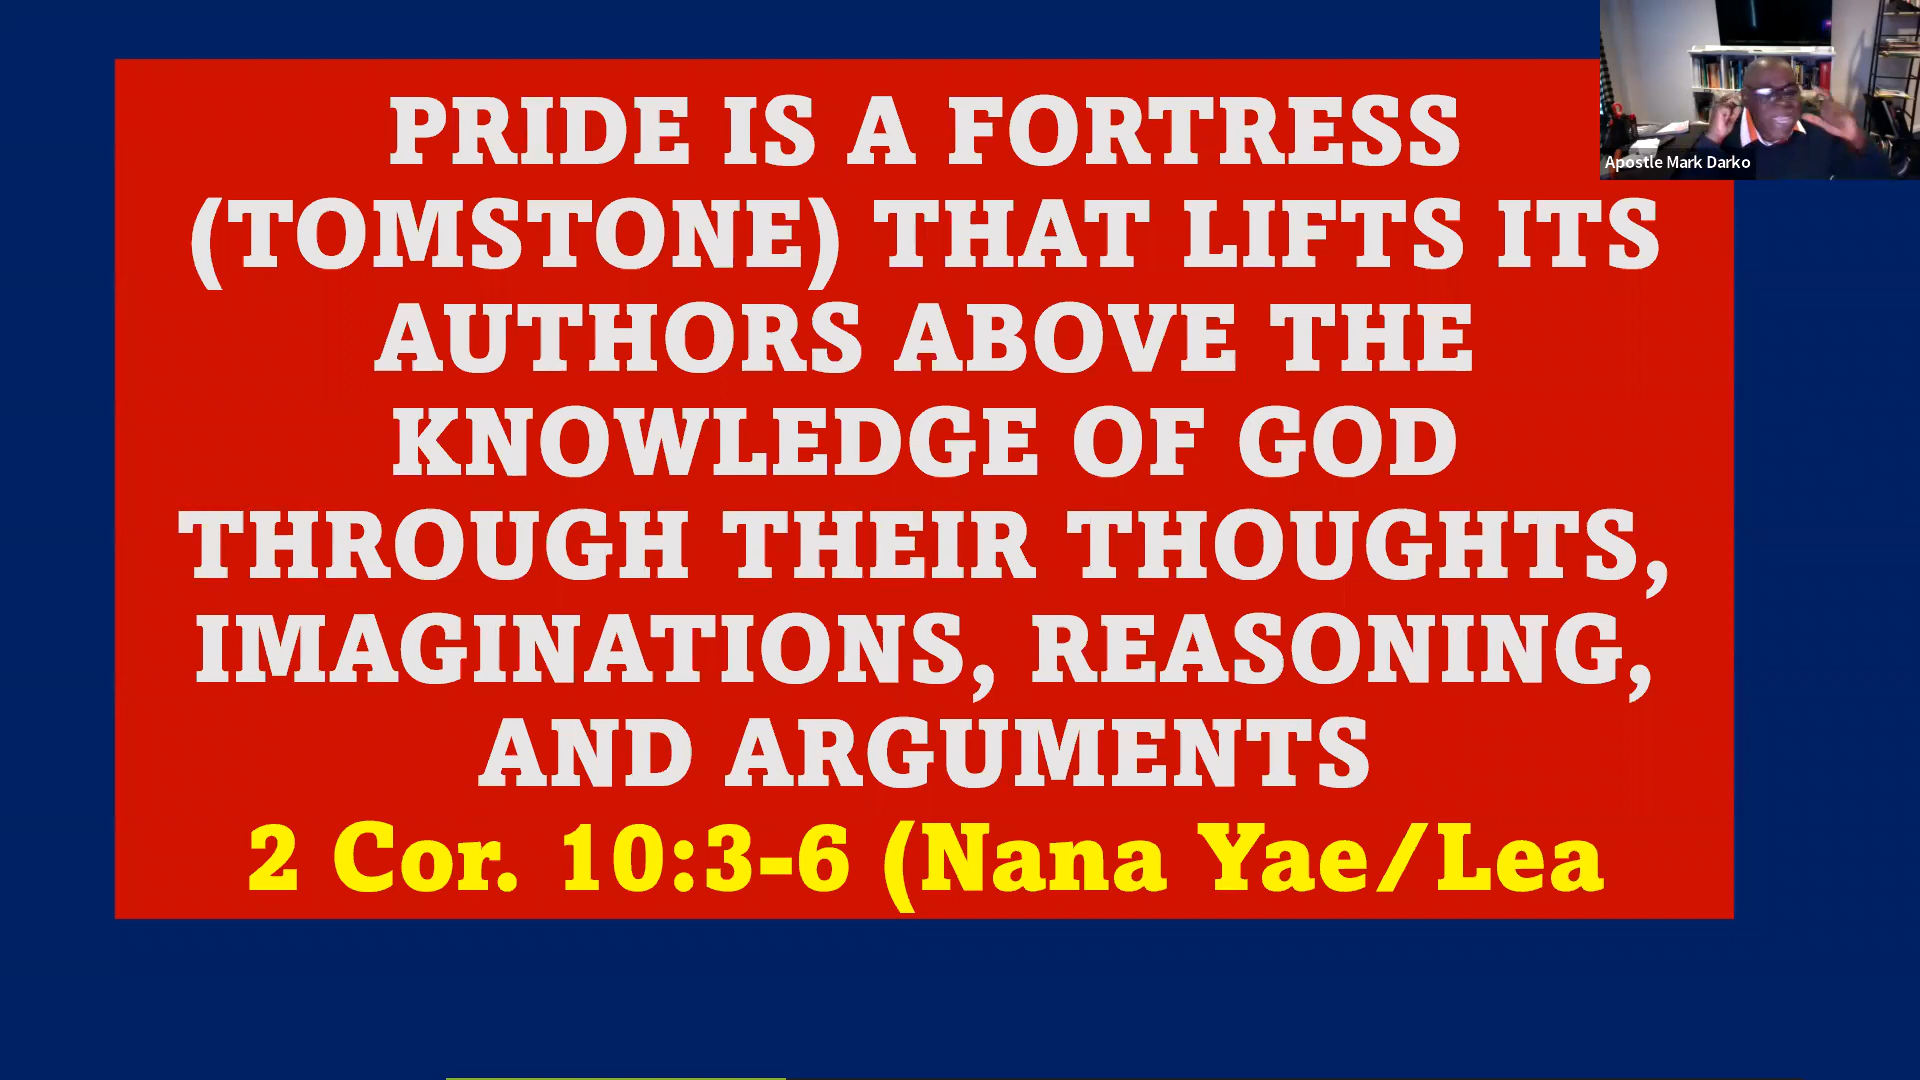 PRIDE IS A FORTRESS
(TOMSTONE) THAT LIFTS ITS
AUTHORS ABOVE THE
KNOWLEDGE OF GOD
THROUGH THEIR THOUGHTS,
IMAGINATIONS, REASONING,
AND ARGUMENTS
2 Cor. 10:3-6 (Nana Yae/Lea
Apostle Mark Darko